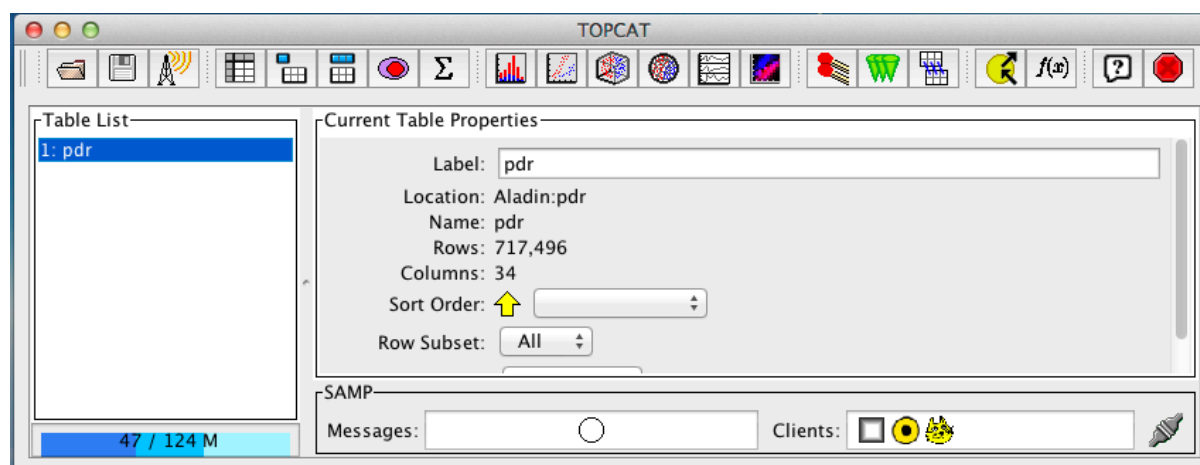 TOPCAT
Σ
f(x)
?
Table List
1: pdr
47 / 124 M
Current Table Properties
Label: pdr
Location: Aladin:pdr
Name: pdr
Rows: 717,496
Columns: 34
Sort Order:
Row Subset: All
SAMP
Messages:
Clients: